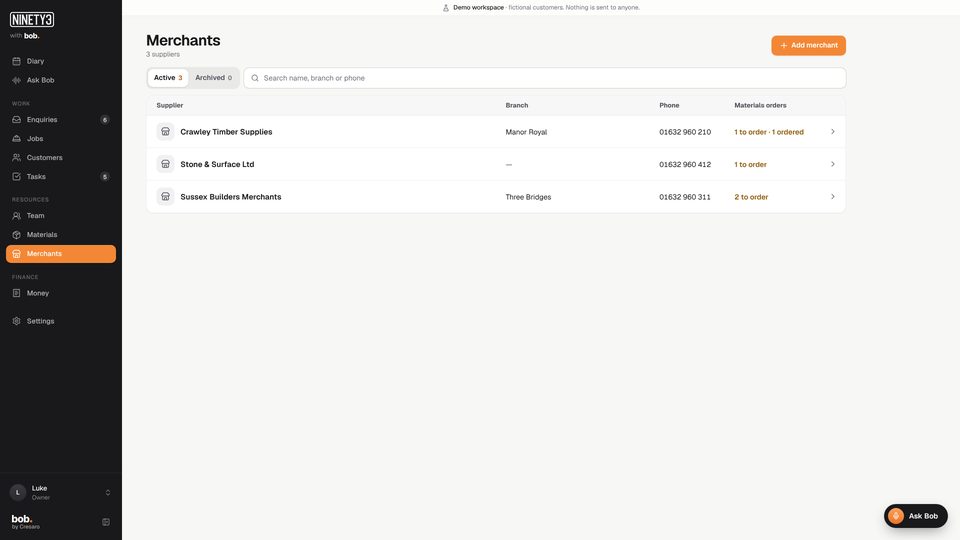 NINETY3
with bob.
Diary
Ask Bob
WORK
Enquiries 6
Jobs
Customers
Tasks 5
RESOURCES
Team
Materials
Merchants
FINANCE
Money
Settings
L
Luke
Owner
bob.
by Cresaro
Demo workspace · fictional customers. Nothing is sent to anyone.
Merchants
3 suppliers
Add merchant
Active 3 Archived 0
Search name, branch or phone
Supplier Branch Phone Materials orders
Crawley Timber Supplies Manor Royal 01632 960 210 1 to order · 1 ordered
Stone & Surface Ltd — 01632 960 412 1 to order
Sussex Builders Merchants Three Bridges 01632 960 311 2 to order
Ask Bob